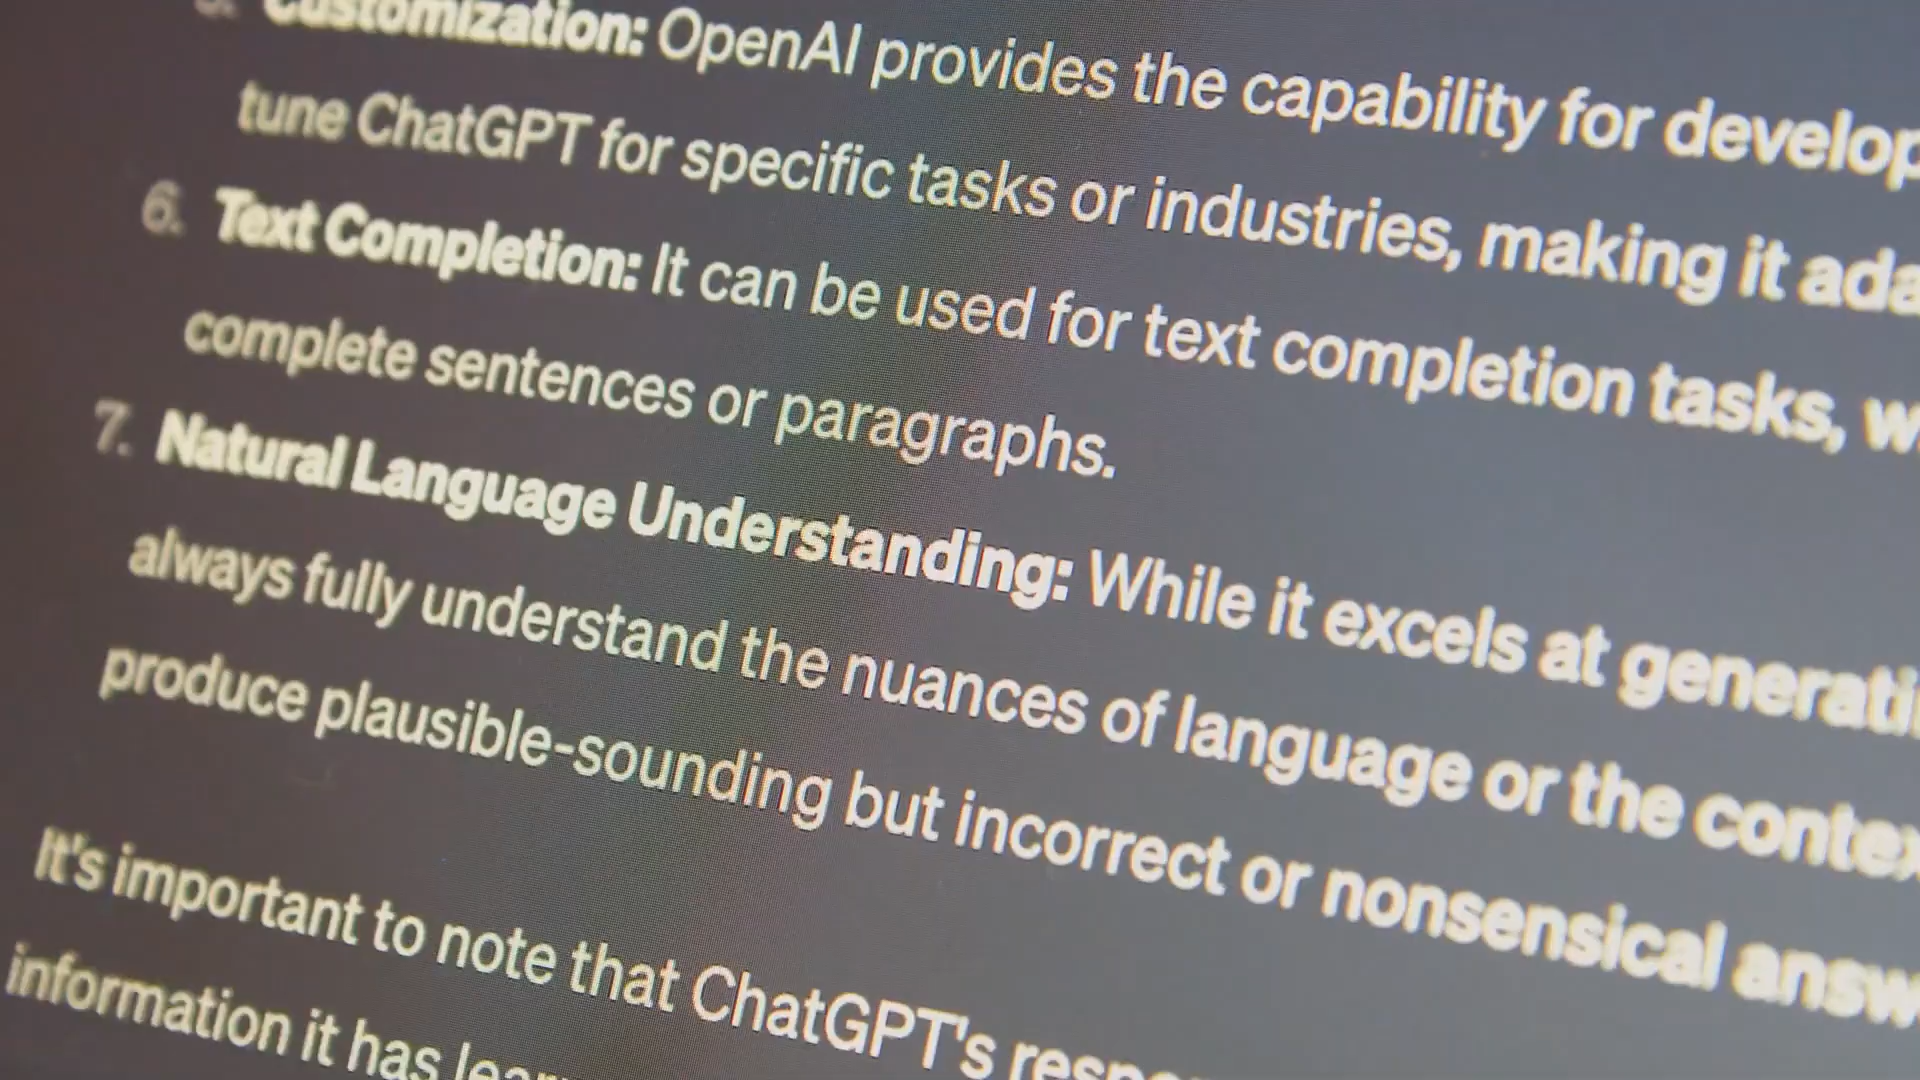 Customization: OpenAI provides the capability for develop
tune ChatGPT for specific tasks or industries, making it ada
6. Text Completion: It can be used for text completion tasks, w
complete sentences or paragraphs.
7. Natural Language Understanding: While it excels at generati
always fully understand the nuances of language or the contex
produce plausible-sounding but incorrect or nonsensical answ
It's important to note that ChatGPT's respo
information it has lear